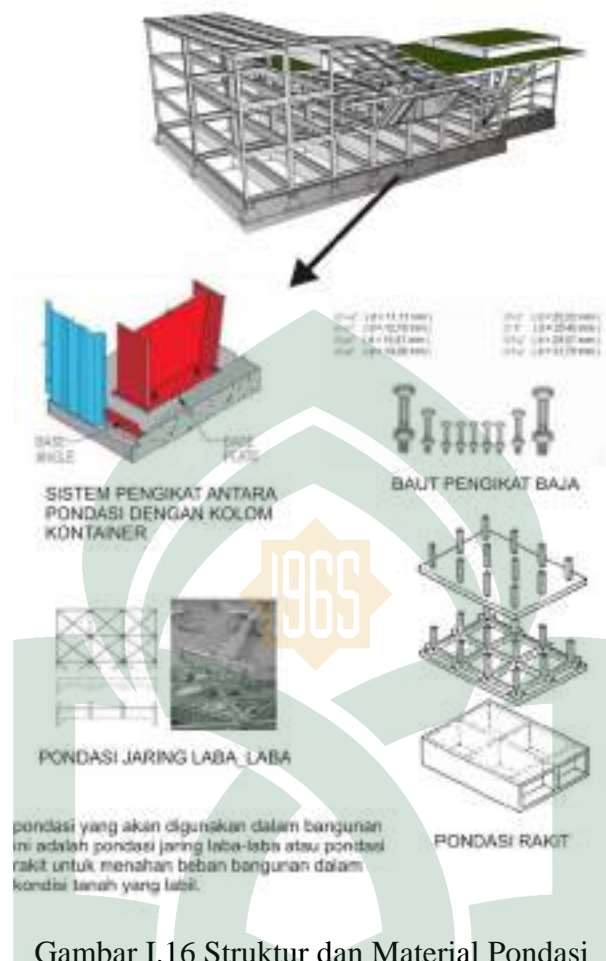 BASE
ANGLE
BASE
PLATE
SISTEM PENGIKAT ANTARA
PONDASI DENGAN KOLOM
KONTAINER
BAUT PENGIKAT BAJA
1965
PONDASI JARING LABA_LABA
PONDASI RAKIT
pondasi yang akan digunakan dalam bangunan
ini adalah pondasi jaring laba-laba atau pondasi
rakit untuk menahan beban bangunan dalam
kondisi tanah yang labil.
Gambar I.16 Struktur dan Material Pondasi